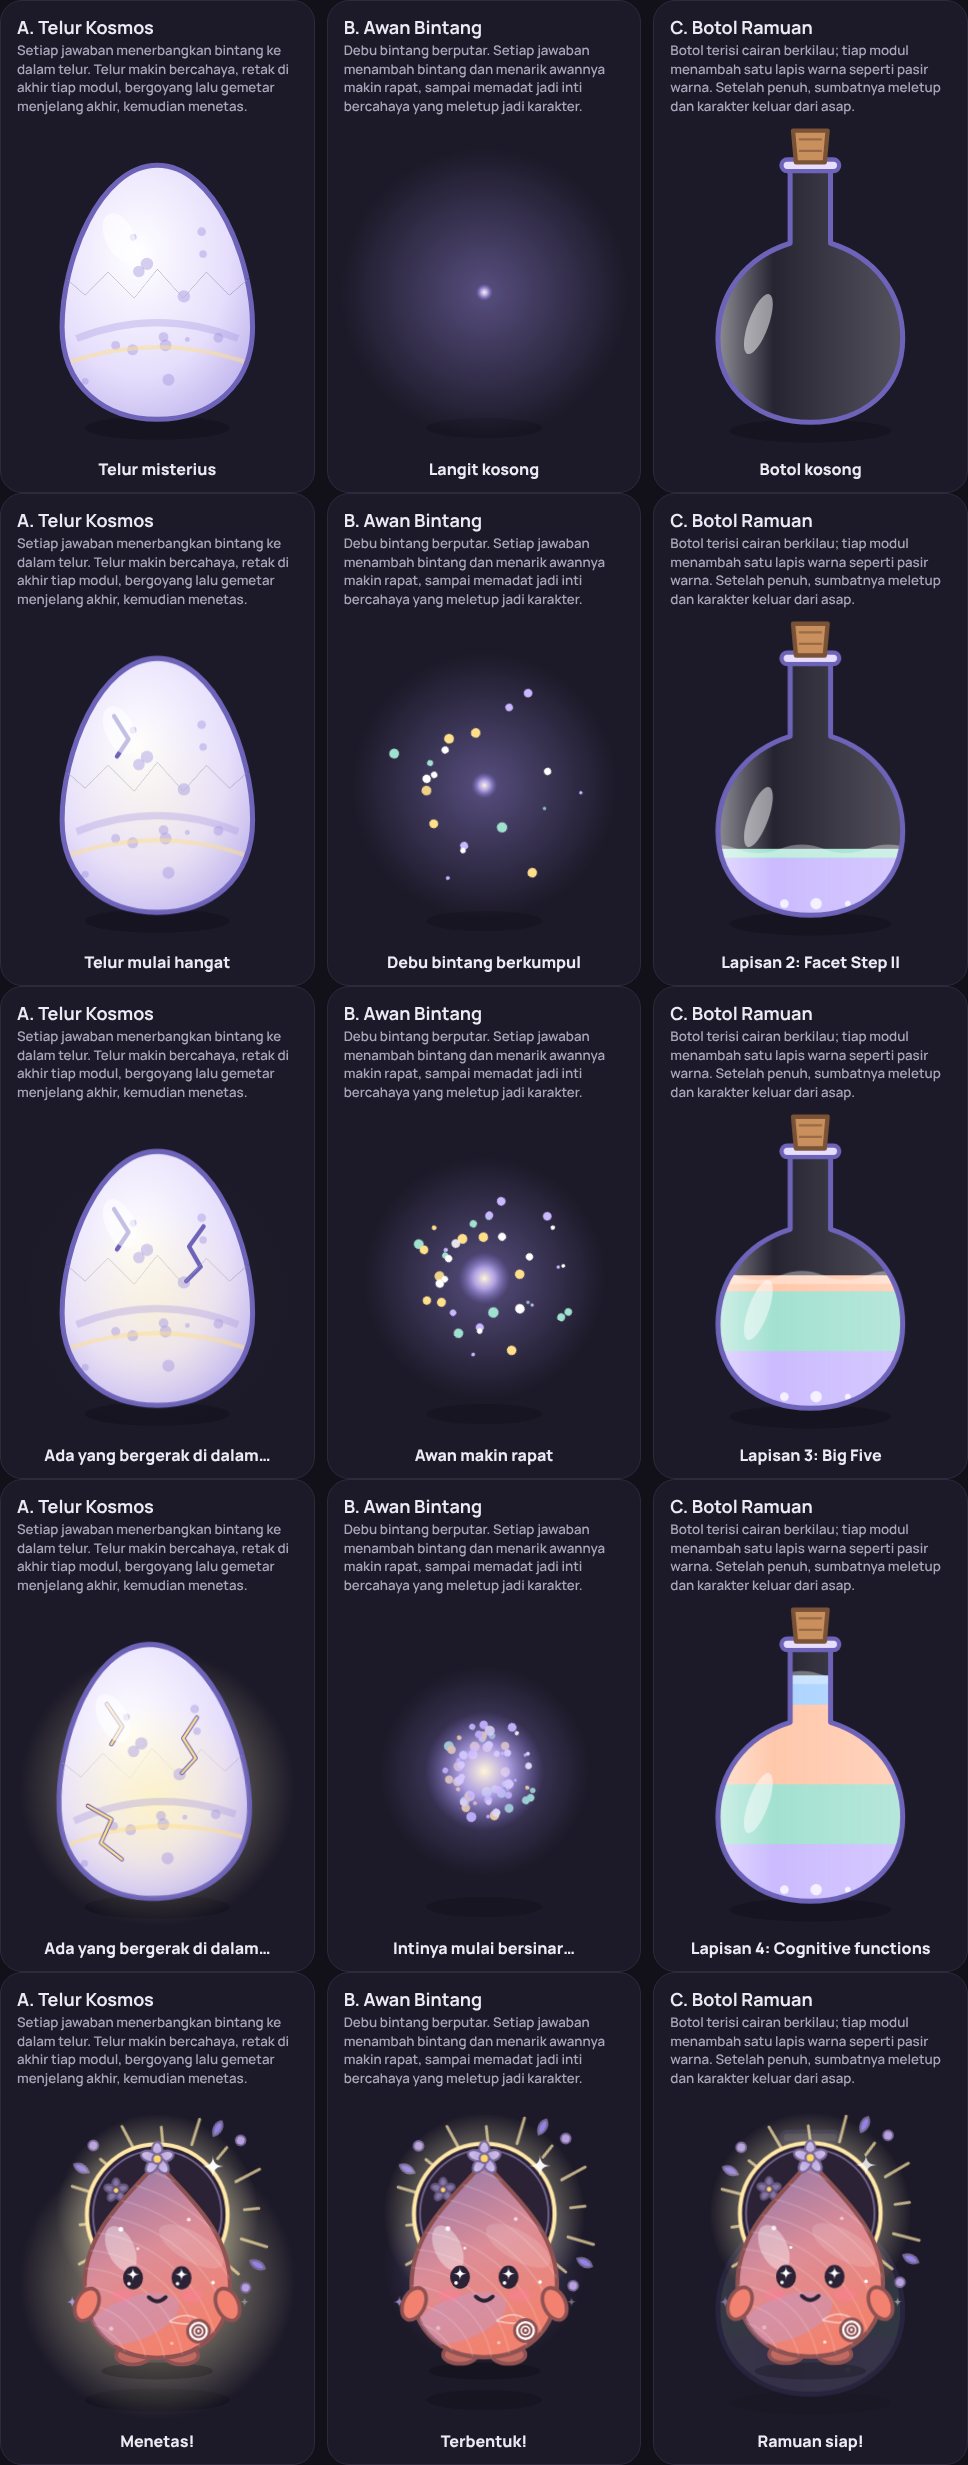 A. Telur Kosmos
Setiap jawaban menerbangkan bintang ke
dalam telur. Telur makin bercahaya, retak di
akhir tiap modul, bergoyang lalu gemetar
menjelang akhir, kemudian menetas.
Telur misterius
B. Awan Bintang
Debu bintang berputar. Setiap jawaban
menambah bintang dan menarik awannya
makin rapat, sampai memadat jadi inti
bercahaya yang meletup jadi karakter.
Langit kosong
C. Botol Ramuan
Botol terisi cairan berkilau; tiap modul
menambah satu lapis warna seperti pasir
warna. Setelah penuh, sumbatnya meletup
dan karakter keluar dari asap.
Botol kosong
A. Telur Kosmos
Setiap jawaban menerbangkan bintang ke
dalam telur. Telur makin bercahaya, retak di
akhir tiap modul, bergoyang lalu gemetar
menjelang akhir, kemudian menetas.
Telur mulai hangat
B. Awan Bintang
Debu bintang berputar. Setiap jawaban
menambah bintang dan menarik awannya
makin rapat, sampai memadat jadi inti
bercahaya yang meletup jadi karakter.
Debu bintang berkumpul
C. Botol Ramuan
Botol terisi cairan berkilau; tiap modul
menambah satu lapis warna seperti pasir
warna. Setelah penuh, sumbatnya meletup
dan karakter keluar dari asap.
Lapisan 2: Facet Step II
A. Telur Kosmos
Setiap jawaban menerbangkan bintang ke
dalam telur. Telur makin bercahaya, retak di
akhir tiap modul, bergoyang lalu gemetar
menjelang akhir, kemudian menetas.
Ada yang bergerak di dalam…
B. Awan Bintang
Debu bintang berputar. Setiap jawaban
menambah bintang dan menarik awannya
makin rapat, sampai memadat jadi inti
bercahaya yang meletup jadi karakter.
Awan makin rapat
C. Botol Ramuan
Botol terisi cairan berkilau; tiap modul
menambah satu lapis warna seperti pasir
warna. Setelah penuh, sumbatnya meletup
dan karakter keluar dari asap.
Lapisan 3: Big Five
A. Telur Kosmos
Setiap jawaban menerbangkan bintang ke
dalam telur. Telur makin bercahaya, retak di
akhir tiap modul, bergoyang lalu gemetar
menjelang akhir, kemudian menetas.
Ada yang bergerak di dalam…
B. Awan Bintang
Debu bintang berputar. Setiap jawaban
menambah bintang dan menarik awannya
makin rapat, sampai memadat jadi inti
bercahaya yang meletup jadi karakter.
Intinya mulai bersinar…
C. Botol Ramuan
Botol terisi cairan berkilau; tiap modul
menambah satu lapis warna seperti pasir
warna. Setelah penuh, sumbatnya meletup
dan karakter keluar dari asap.
Lapisan 4: Cognitive functions
A. Telur Kosmos
Setiap jawaban menerbangkan bintang ke
dalam telur. Telur makin bercahaya, retak di
akhir tiap modul, bergoyang lalu gemetar
menjelang akhir, kemudian menetas.
Menetas!
B. Awan Bintang
Debu bintang berputar. Setiap jawaban
menambah bintang dan menarik awannya
makin rapat, sampai memadat jadi inti
bercahaya yang meletup jadi karakter.
Terbentuk!
C. Botol Ramuan
Botol terisi cairan berkilau; tiap modul
menambah satu lapis warna seperti pasir
warna. Setelah penuh, sumbatnya meletup
dan karakter keluar dari asap.
Ramuan siap!